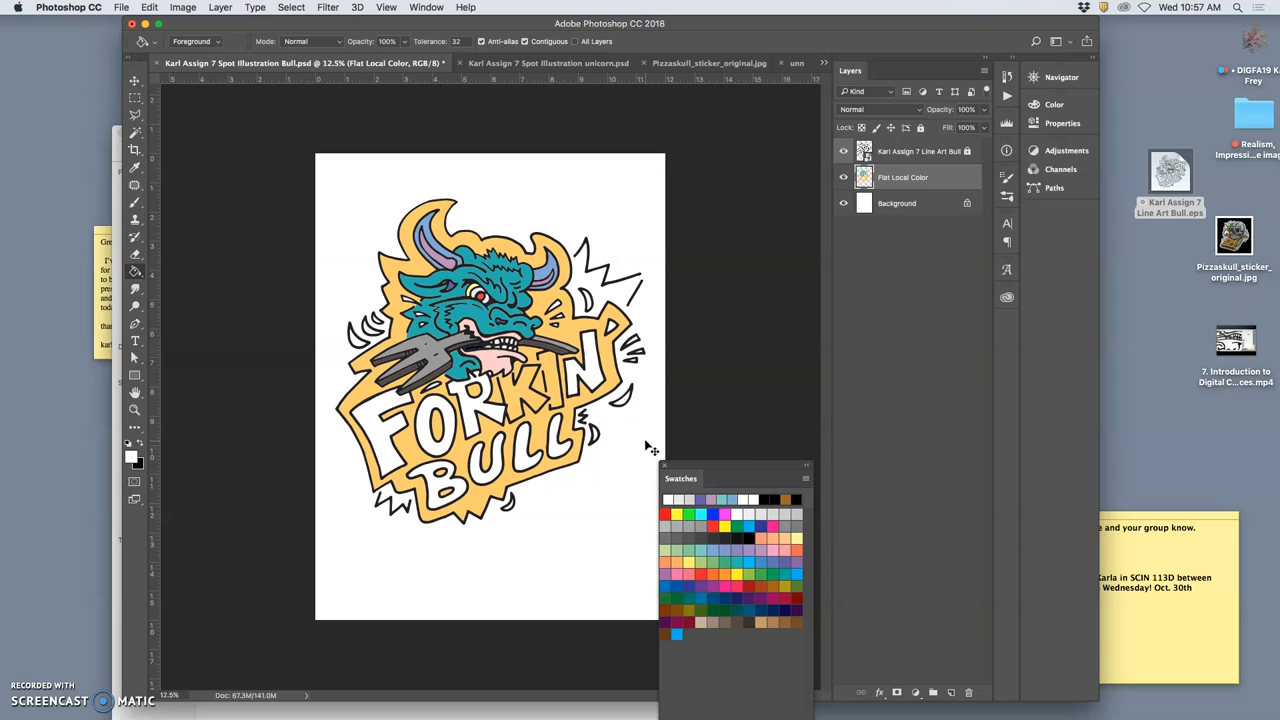 Photoshop CC File Edit Image Layer Type Select Filter 3D View Window Help
Wed 10:57 AM
Adobe Photoshop CC 2018
Foreground Mode: Normal Opacity: 100% Tolerance: 32 Anti-alias Contiguous All Layers
Karl Assign 7 Spot Illustration Bull.psd @ 12.5% (Flat Local Color, RGB/8) *
Karl Assign 7 Spot Illustration unicorn.psd
Pizzaskull_sticker_original.jpg
unn
Layers
Kind
Normal Opacity: 100%
Lock: Fill: 100%
Karl Assign 7 Line Art Bull
Flat Local Color
Background
Navigator
Color
Properties
Adjustments
Channels
Paths
FORKIN
BULL
Swatches
12.5% Doc: 67.3M/141.0M
DIGFA19 Ka
Frey
Realism,
Impressi...e imag
Karl Assign 7
Line Art Bull.eps
Pizzaskull_sticker_
original.jpg
7. Introduction to
Digital C...ces.mp4
e and your group know.
Karla in SCIN 113D between
Wednesday! Oct. 30th
RECORDED WITH
SCREENCAST MATIC